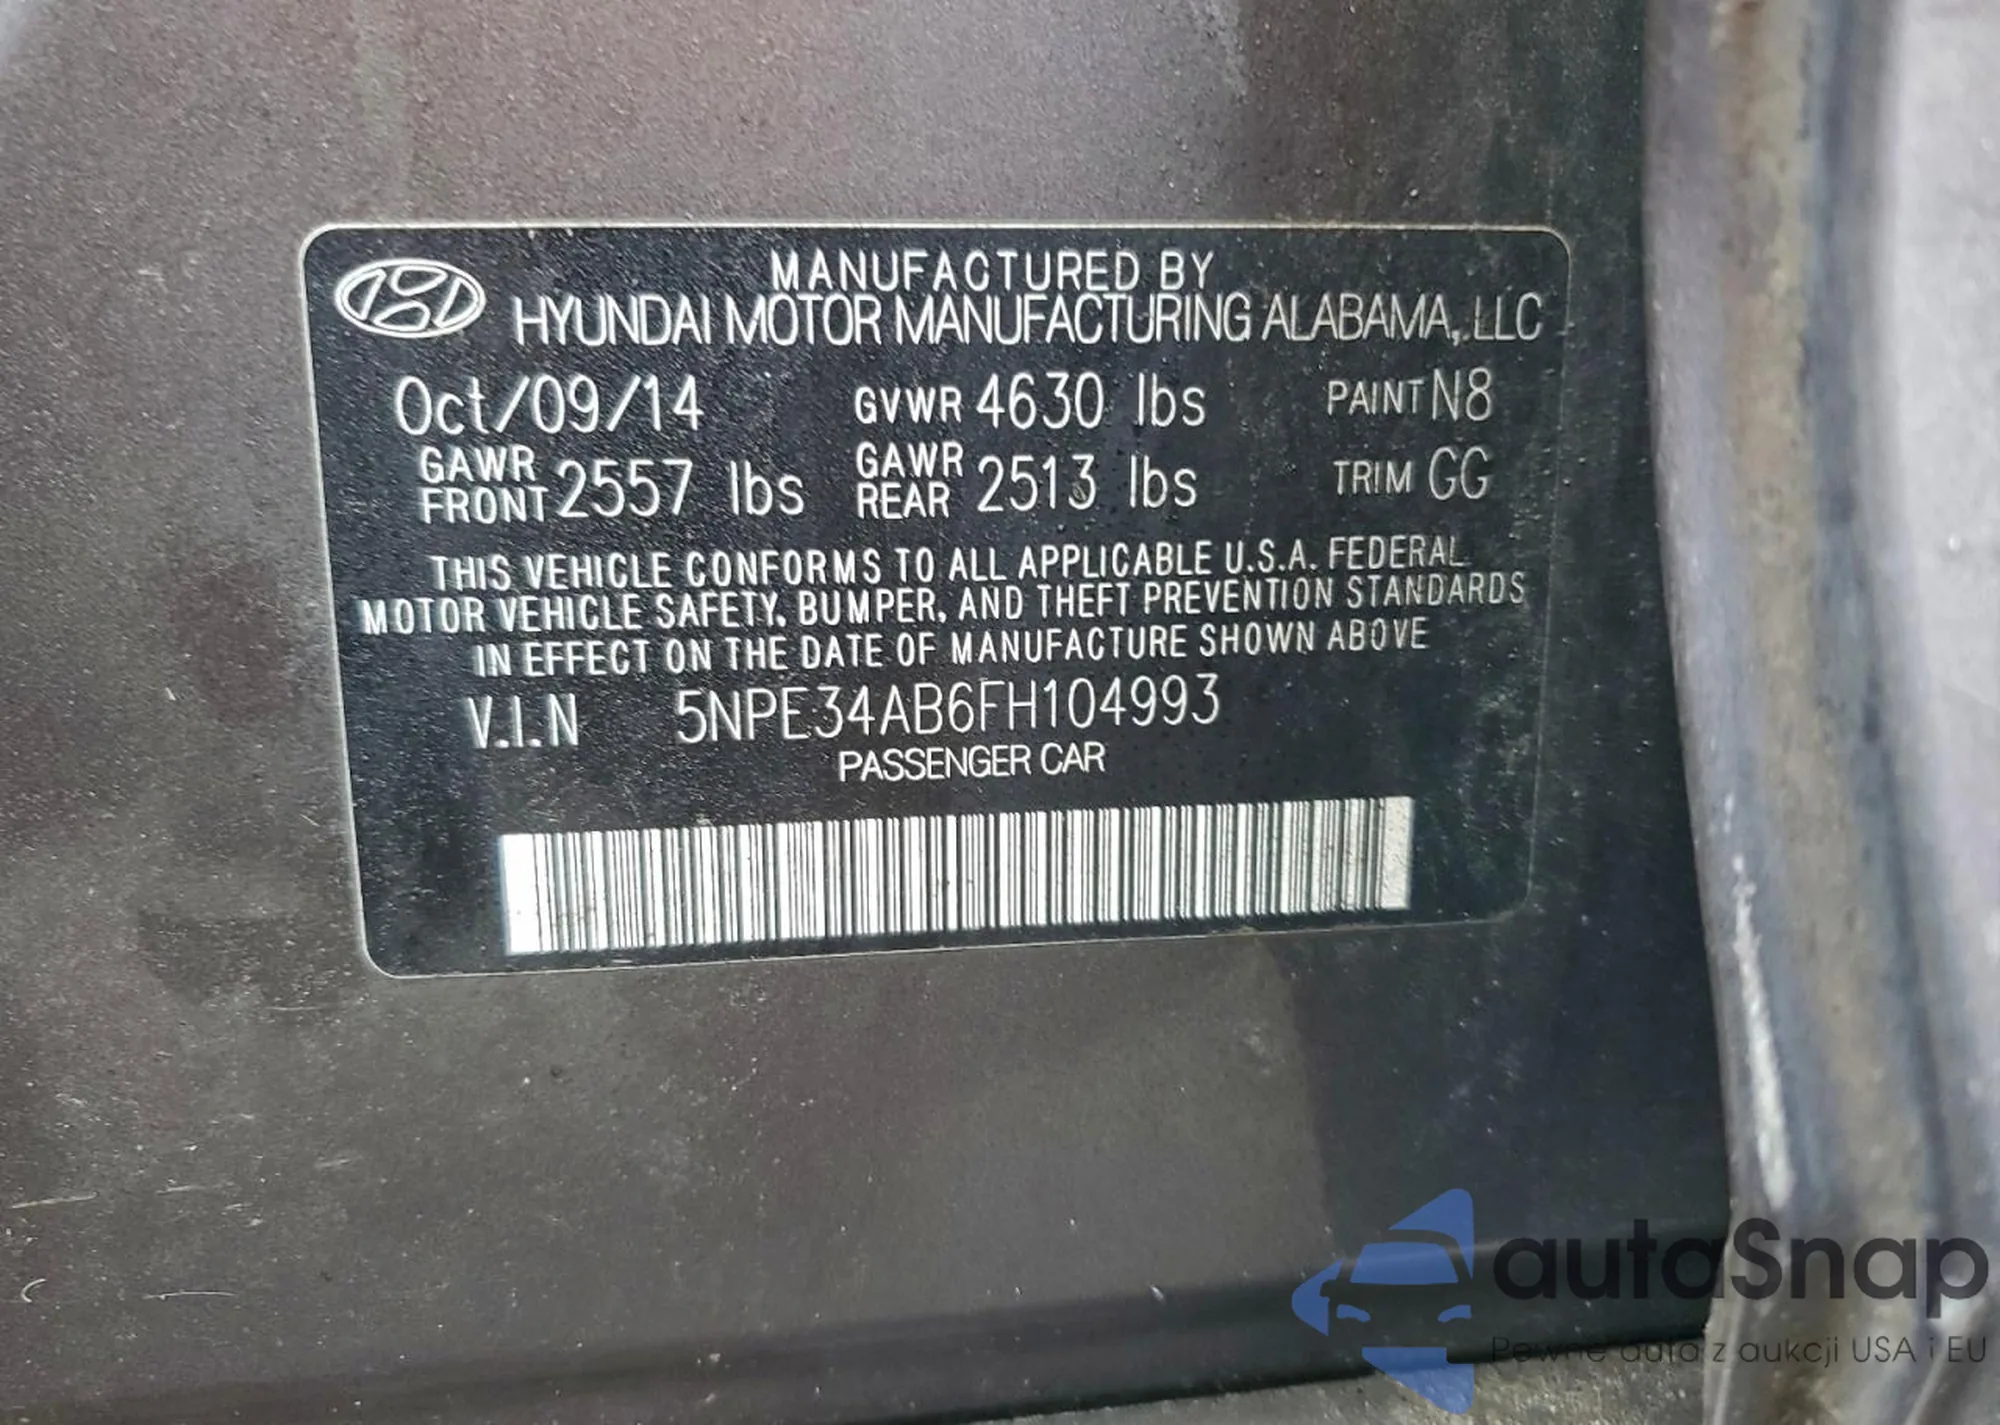 MANUFACTURED BY
HYUNDAI MOTOR MANUFACTURING ALABAMA, LLC
Oct/09/14 GVWR 4630 lbs PAINT N8
GAWR FRONT 2557 lbs GAWR REAR 2513 lbs TRIM GG
THIS VEHICLE CONFORMS TO ALL APPLICABLE U.S.A. FEDERAL
MOTOR VEHICLE SAFETY, BUMPER, AND THEFT PREVENTION STANDARDS
IN EFFECT ON THE DATE OF MANUFACTURE SHOWN ABOVE
V.I.N 5NPE34AB6FH104993
PASSENGER CAR
autaSnap
Pewne auta z aukcji USA i EU